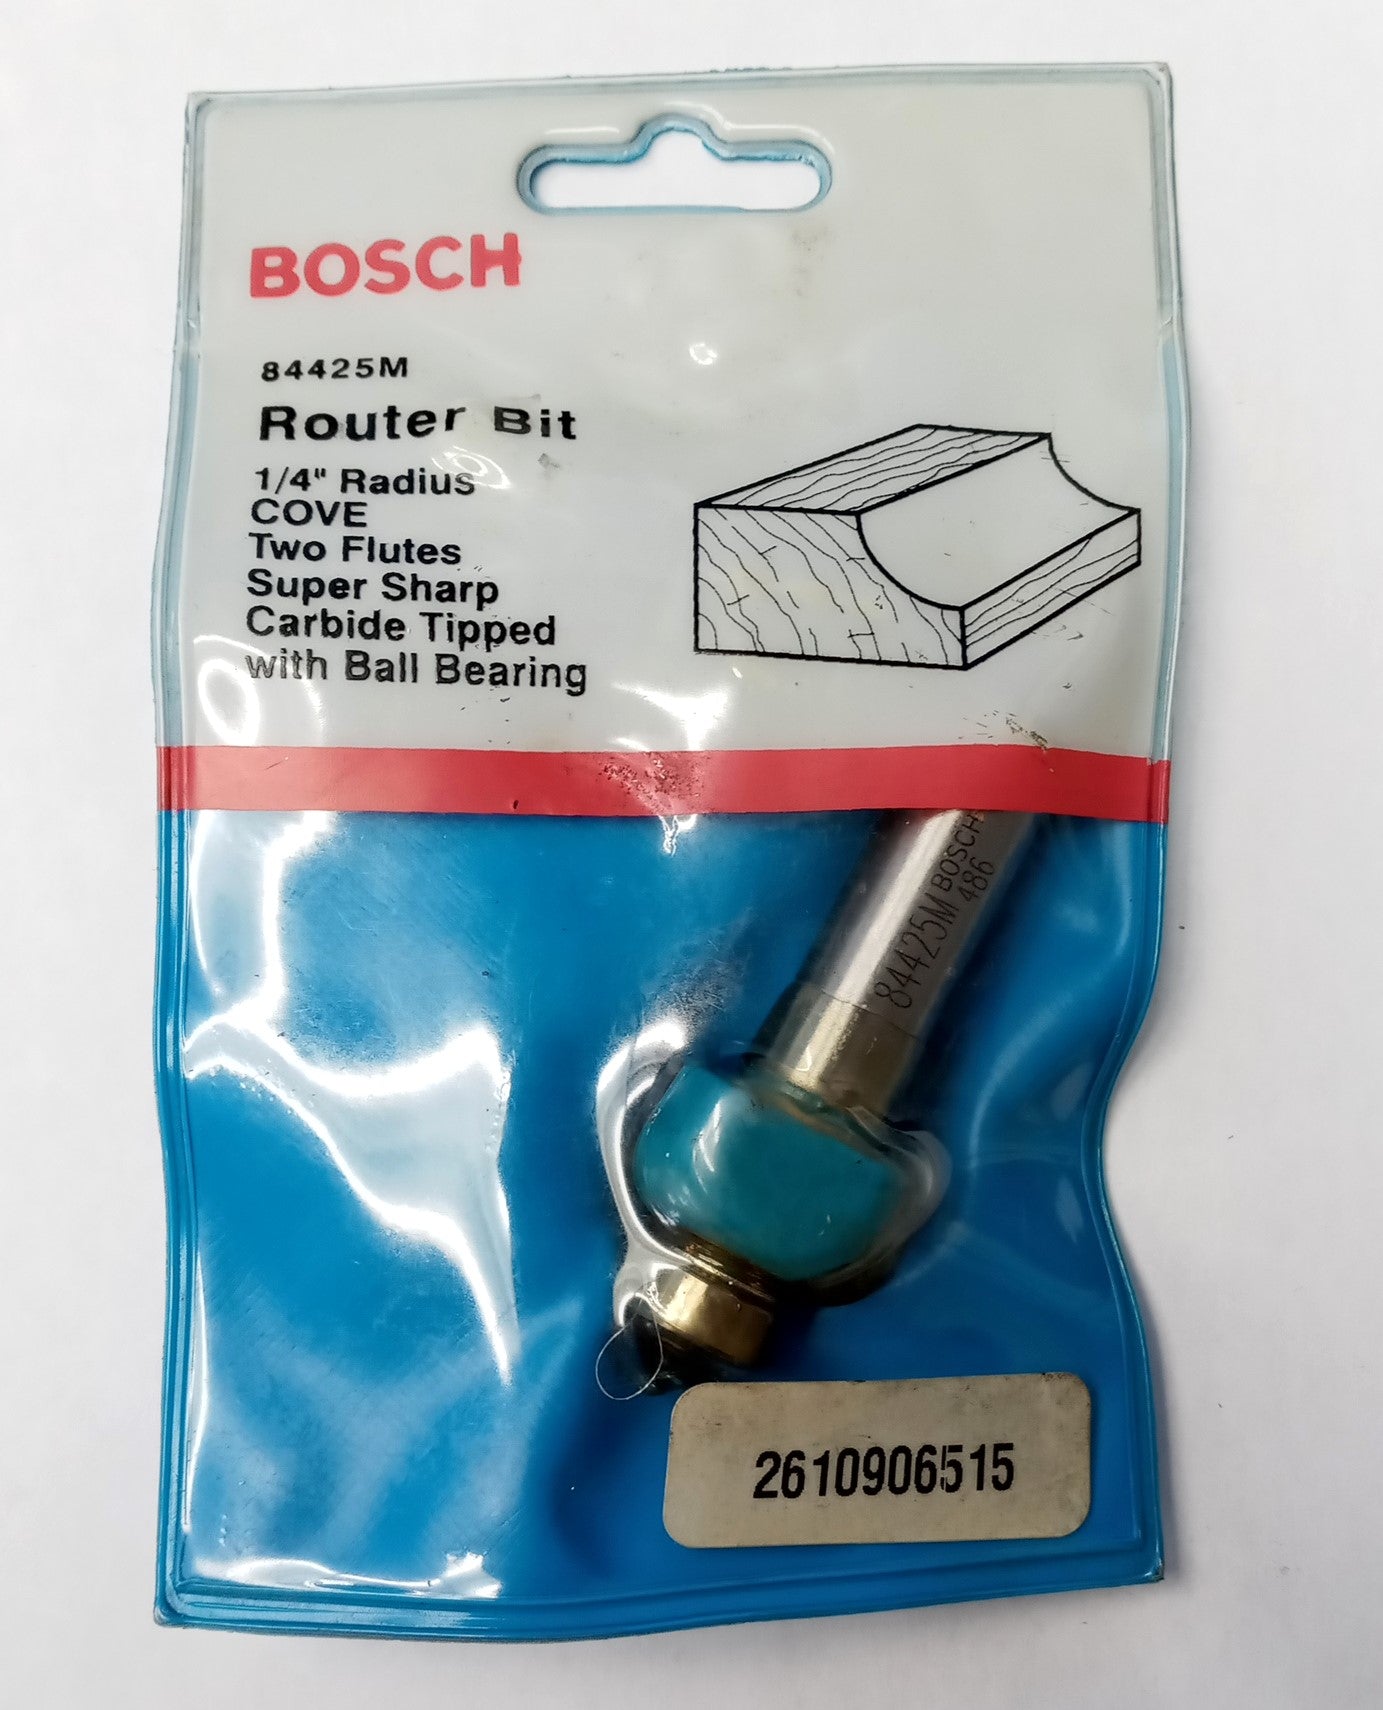 BOSCH
84425M
Router Bit
1/4" Radius
COVE
Two Flutes
Super Sharp
Carbide Tipped
with Ball Bearing
84425M BOSCH
486
2610906515